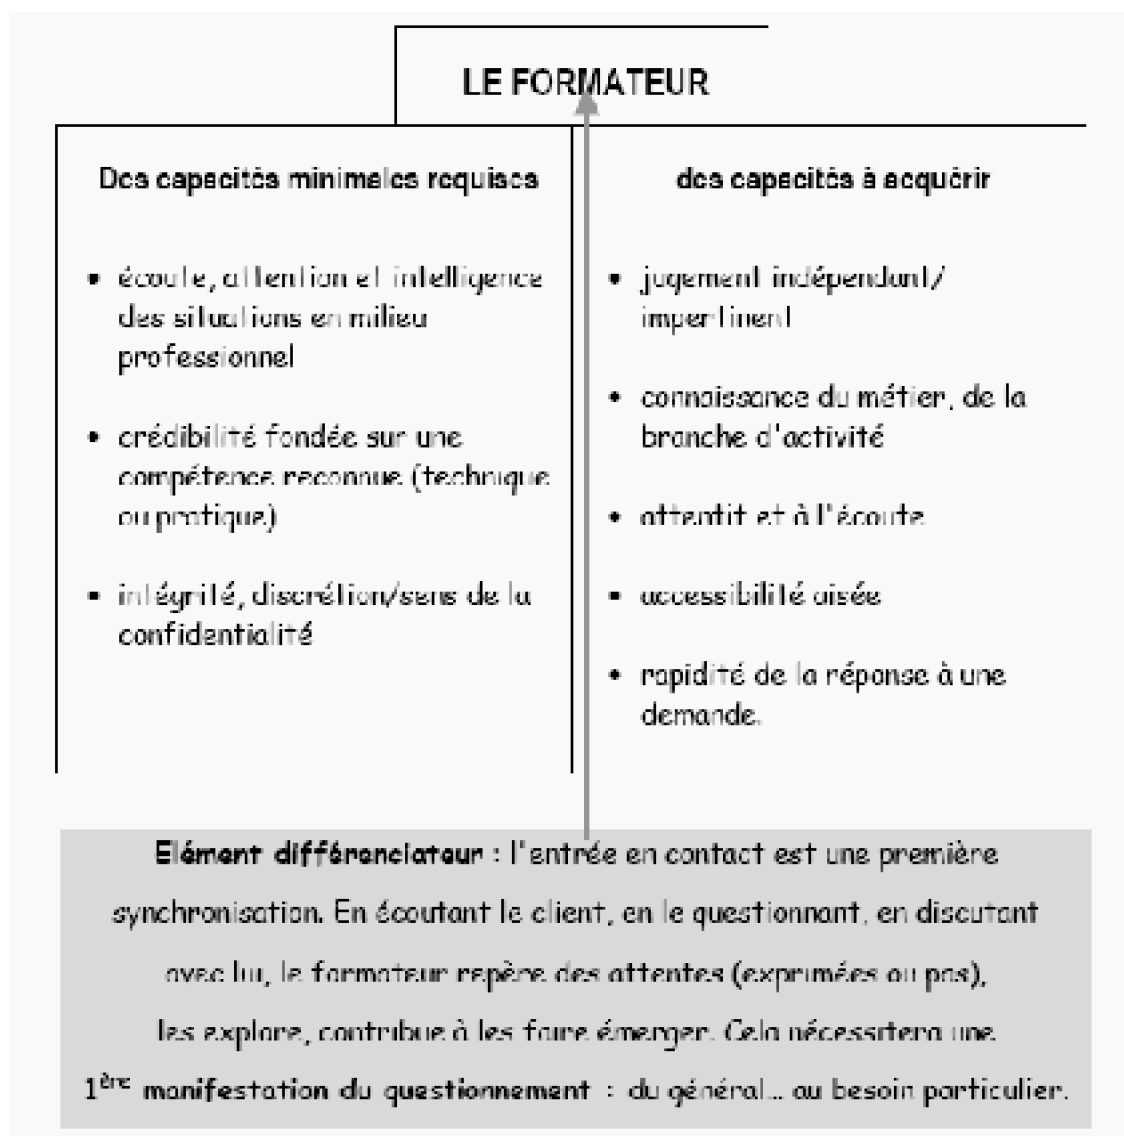 LE FORMATEUR
Des capacités minimales requises
• écoute, attention et intelligence
des situations en milieu
professionnel
• crédibilité fondée sur une
compétence reconnue (technique
ou pratique)
• intégrité, discrétion/sens de la
confidentialité
des capacités à acquérir
• jugement indépendant/
impertinent
• connaissance du métier, de la
branche d'activité
• attentif et à l'écoute
• accessibilité aisée
• rapidité de la réponse à une
demande.
Elément différenciateur : l'entrée en contact est une première
synchronisation. En écoutant le client, en le questionnant, en discutant
avec lui, le formateur repère des attentes (exprimées ou pas),
les explore, contribue à les faire émerger. Cela nécessitera une
1ère manifestation du questionnement : du général... au besoin particulier.